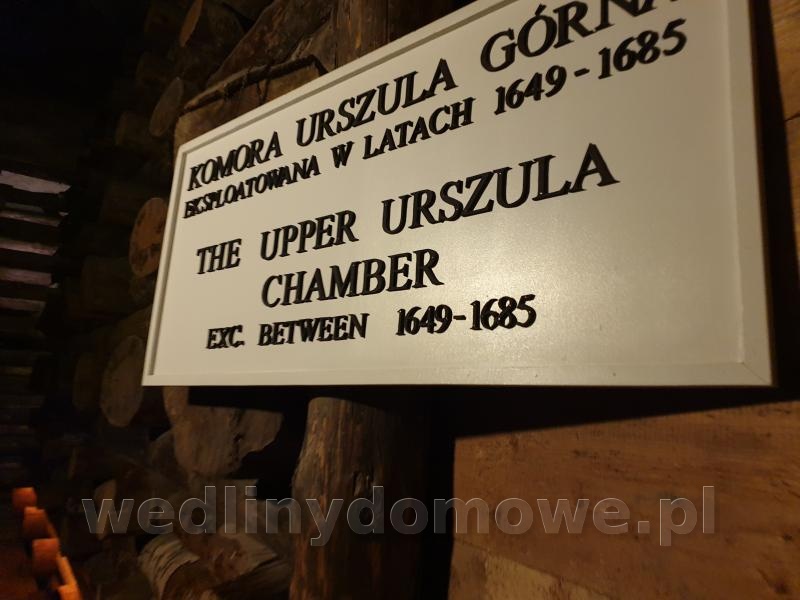 KOMORA URSZULA GÓRNA
EKSPLOATOWANA W LATACH 1649-1685
THE UPPER URSZULA
CHAMBER
EXC. BETWEEN 1649-1685
wedlinydomowe.pl